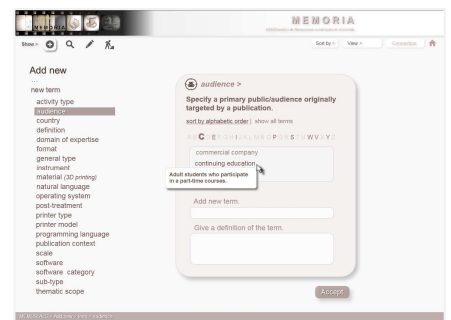 MEMORIA
MEMORIA
Show >
Sort by >
View >
Connection
Add new
...
new term
activity type
audience
country
definition
domain of expertise
format
general type
instrument
material (3D printing)
natural language
operating system
post-treatment
printer type
printer model
programming language
publication context
scale
software
software category
sub-type
thematic scope
audience >
Specify a primary public/audience originally
targeted by a publication.
sort by alphabetic order | show all terms
A B C D E F G H I J K L M N O P Q R S T U W V X Y Z
commercial company
continuing education
Adult students who participate
in a part-time courses.
Add new term.
Give a definition of the term.
Accept